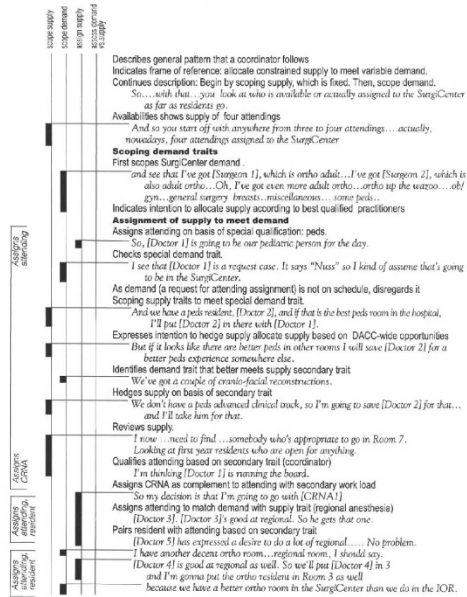 scope supply
scope demand
assign supply
assess demand
Describes general pattern that a coordinator follows
Indicates frame of reference: allocate constrained supply to meet variable demand.
Continues description: Begin by scoping supply, which is fixed. Then, scope demand.
So....with that...you look at who is available or actually assigned to the SurgiCenter
as far as residents go.
Availabilities shows supply of four attendings
And so you start off with anywhere from three to four attendings...actually,
nowadays, four attendings assigned to the SurgiCenter
Scoping demand traits
First scopes SurgiCenter demand .
and see that I've got [Surgeon 1], which is ortho adult...I've got [Surgeon 2], which is
also adult ortho...Oh, I've got even more adult ortho...ortho up the wazoo....ob/
gyn...general surgery breasts...miscellaneous... some peds..
Indicates intention to allocate supply according to best qualified practitioners
Assignment of supply to meet demand
Assigns attending on basis of special qualification: peds.
So, [Doctor 1] is going to be our pediatric person for the day.
Checks special demand trait.
I see that [Doctor 1] is a request case. It says "Nuss" so I kind of assume that's going
to be in the SurgiCenter.
As demand (a request for attending assignment) is not on schedule, disregards it
Scoping supply traits to meet special demand trait.
And we have a peds resident, [Doctor 2], and if that is the best peds room in the hospital,
I'll put [Doctor 2] in there with [Doctor 1].
Expresses intention to hedge supply allocate supply based on DACC-wide opportunities
But if it looks like there are better peds in other rooms I will save [Doctor 2] for a
better peds experience somewhere else.
Identifies demand trait that better meets supply secondary trait
We've got a couple of cranio-facial reconstructions.
Hedges supply on basis of secondary trait
We don't have a peds advanced clinical track, so I'm going to save [Doctor 2] for that...
and I'll take him for that.
Reviews supply.
I now ...need to find ...somebody who's appropriate to go in Room 7.
Looking at first year residents who are open for anything.
Qualifies attending based on secondary trait (coordinator)
I'm thinking [Doctor 1] is running the board.
Assigns CRNA as complement to attending with secondary work load
So my decision is that I'm going to go with [CRNA1]
Assigns attending to match demand with supply trait (regional anesthesia)
[Doctor 3]. [Doctor 3]'s good at regional. So he gets that one.
Pairs resident with attending based on secondary trait
[Doctor 5] has expressed a desire to do a lot of regional..... No problem.
I have another decent ortho room...regional room, I should say.
[Doctor 4] is good at regional as well. So we'll put [Doctor 4] in 3
and I'm gonna put the ortho resident in Room 3 as well
because we have a better ortho room in the SurgiCenter than we do in the IOR.
Assigns
attending
Assigns
CRNA
Assigns
attending,
resident
Assigns
attending,
resident